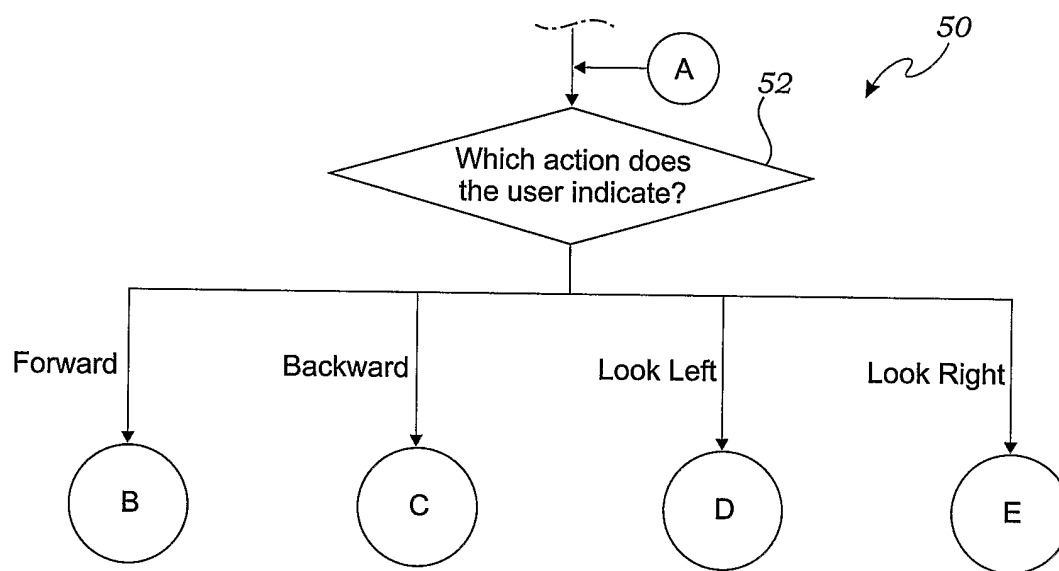 50
A
52
Which action does
the user indicate?
Forward
Backward
Look Left
Look Right
B
C
D
E